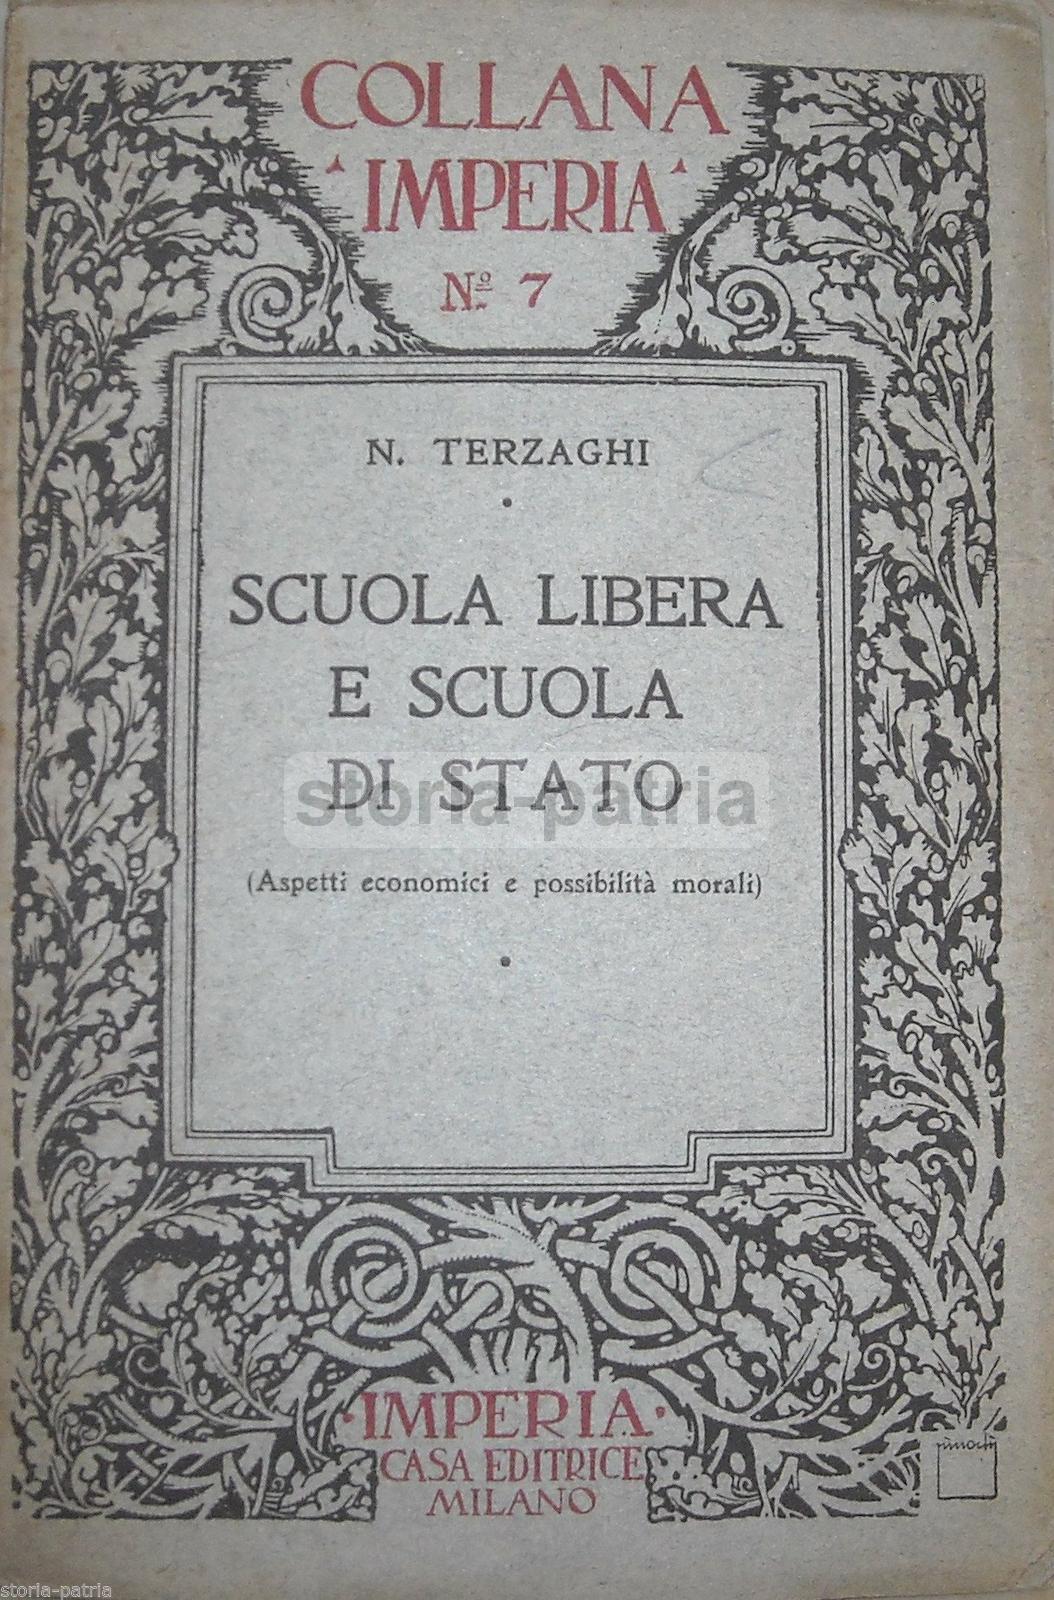 COLLANA
'IMPERIA'
Nº 7
N. TERZAGHI
SCUOLA LIBERA
E SCUOLA
DI STATO
storia-patria
(Aspetti economici e possibilità morali)
·IMPERIA·
CASA EDITRICE
MILANO
storia-patria